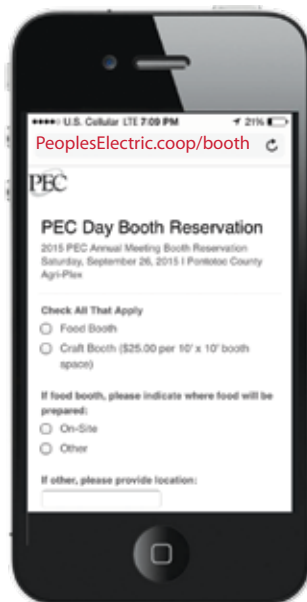 U.S. Cellular LTE 7:09 PM 21%
PeoplesElectric.coop/booth
PEC
PEC Day Booth Reservation
2015 PEC Annual Meeting Booth Reservation
Saturday, September 26, 2015 I Pontotoc County
Agri-Plex
Check All That Apply
Food Booth
Craft Booth ($25.00 per 10' x 10' booth
space)
If food booth, please indicate where food will be
prepared:
On-Site
Other
If other, please provide location: